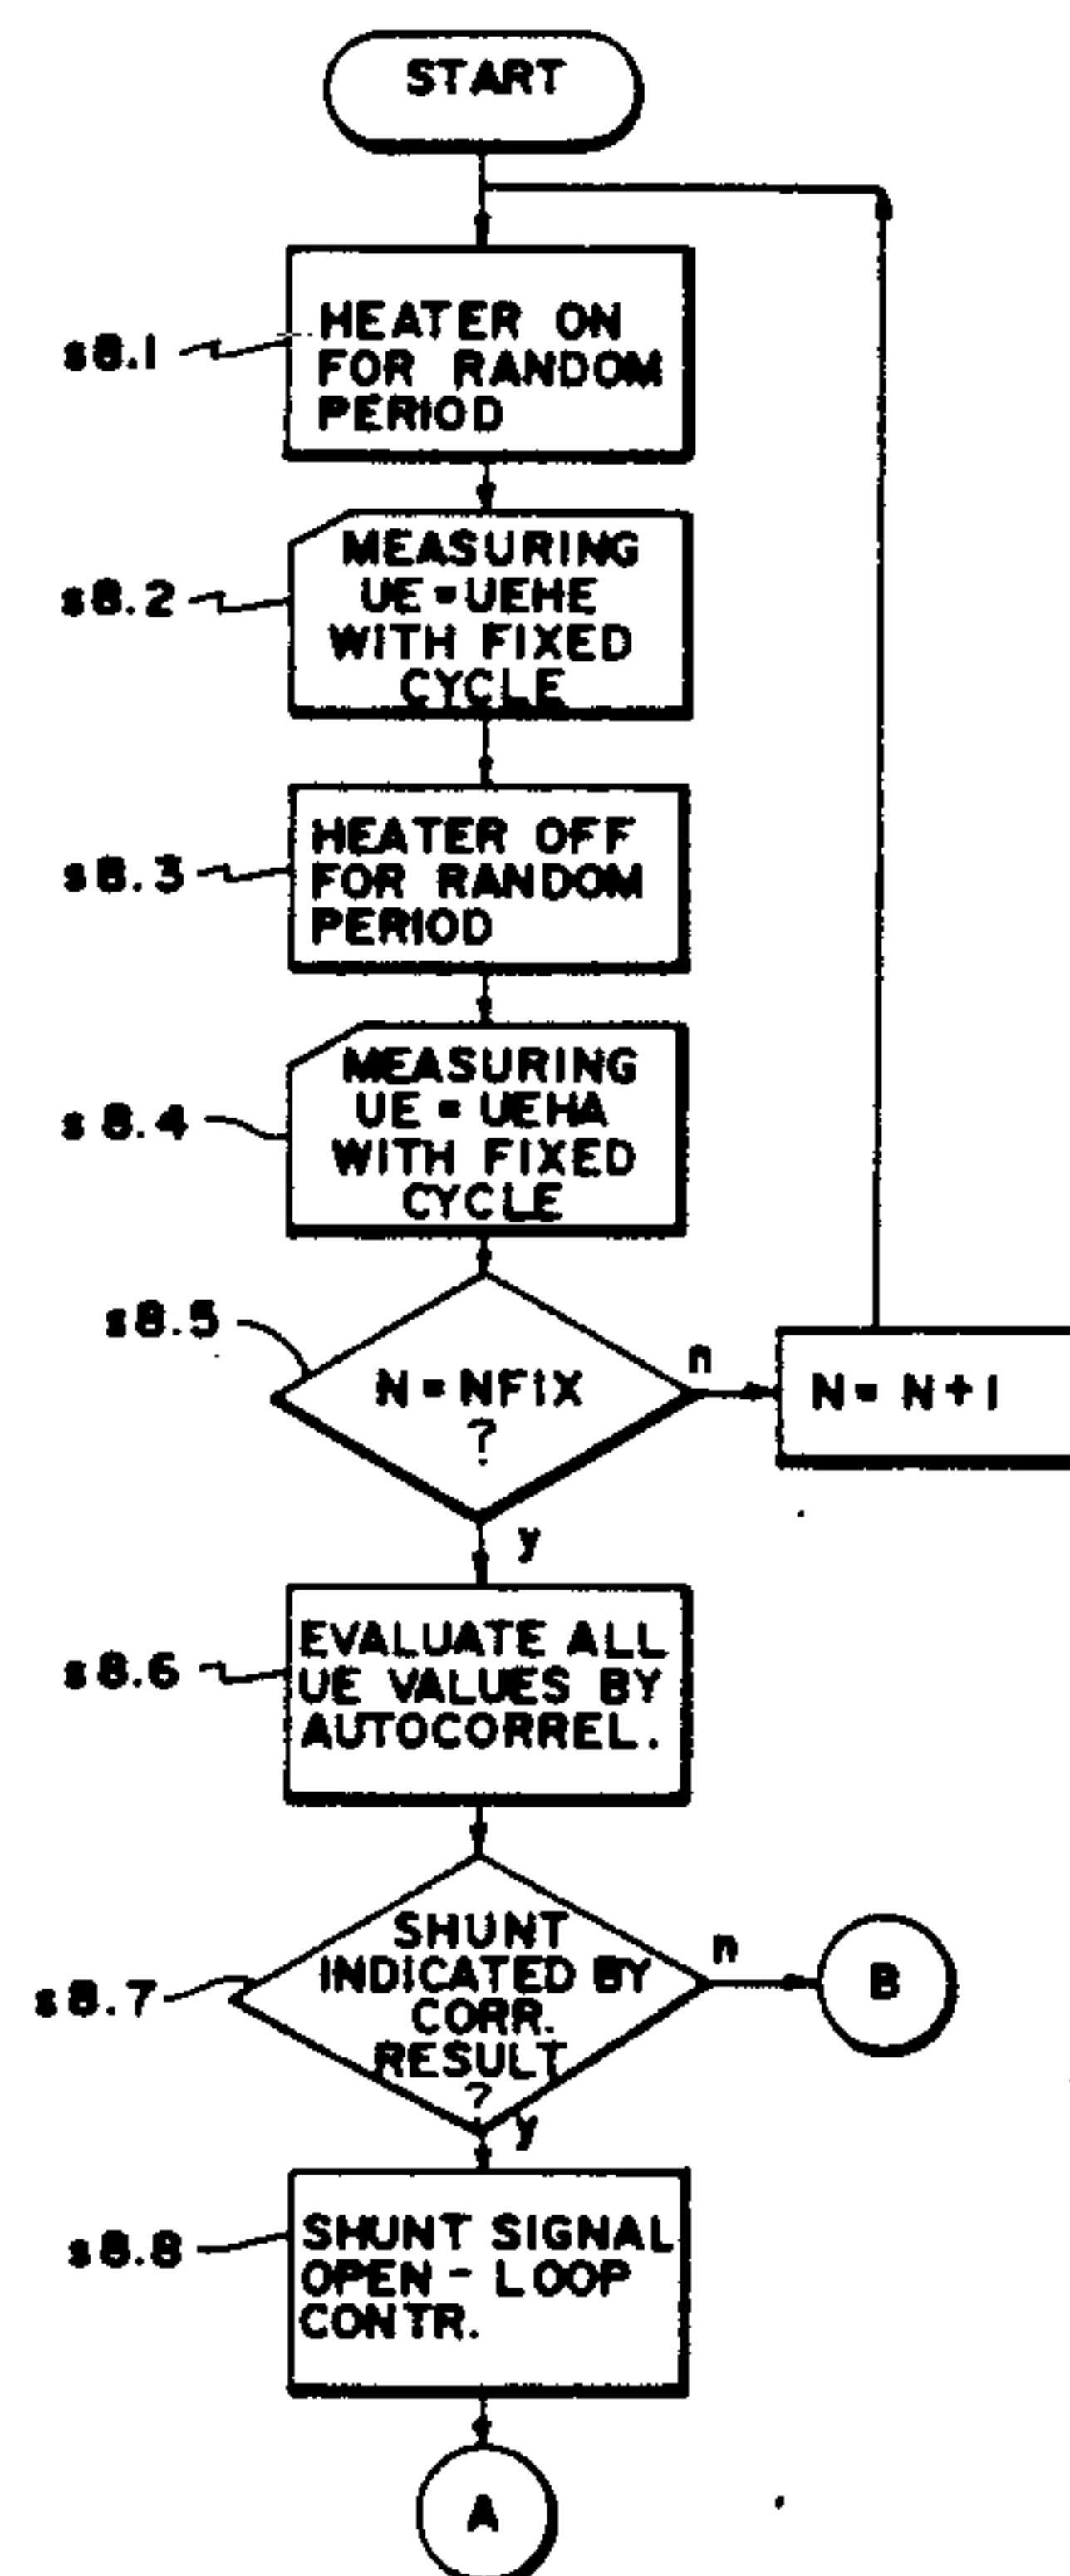 START
s8.1
HEATER ON
FOR RANDOM
PERIOD
s8.2
MEASURING
UE = UEHE
WITH FIXED
CYCLE
s8.3
HEATER OFF
FOR RANDOM
PERIOD
s8.4
MEASURING
UE = UEHA
WITH FIXED
CYCLE
s8.5
N = NFIX
?
n
N = N + 1
y
s8.6
EVALUATE ALL
UE VALUES BY
AUTOCORREL.
s8.7
SHUNT
INDICATED BY
CORR.
RESULT
?
n
B
y
s8.8
SHUNT SIGNAL
OPEN - LOOP
CONTR.
A